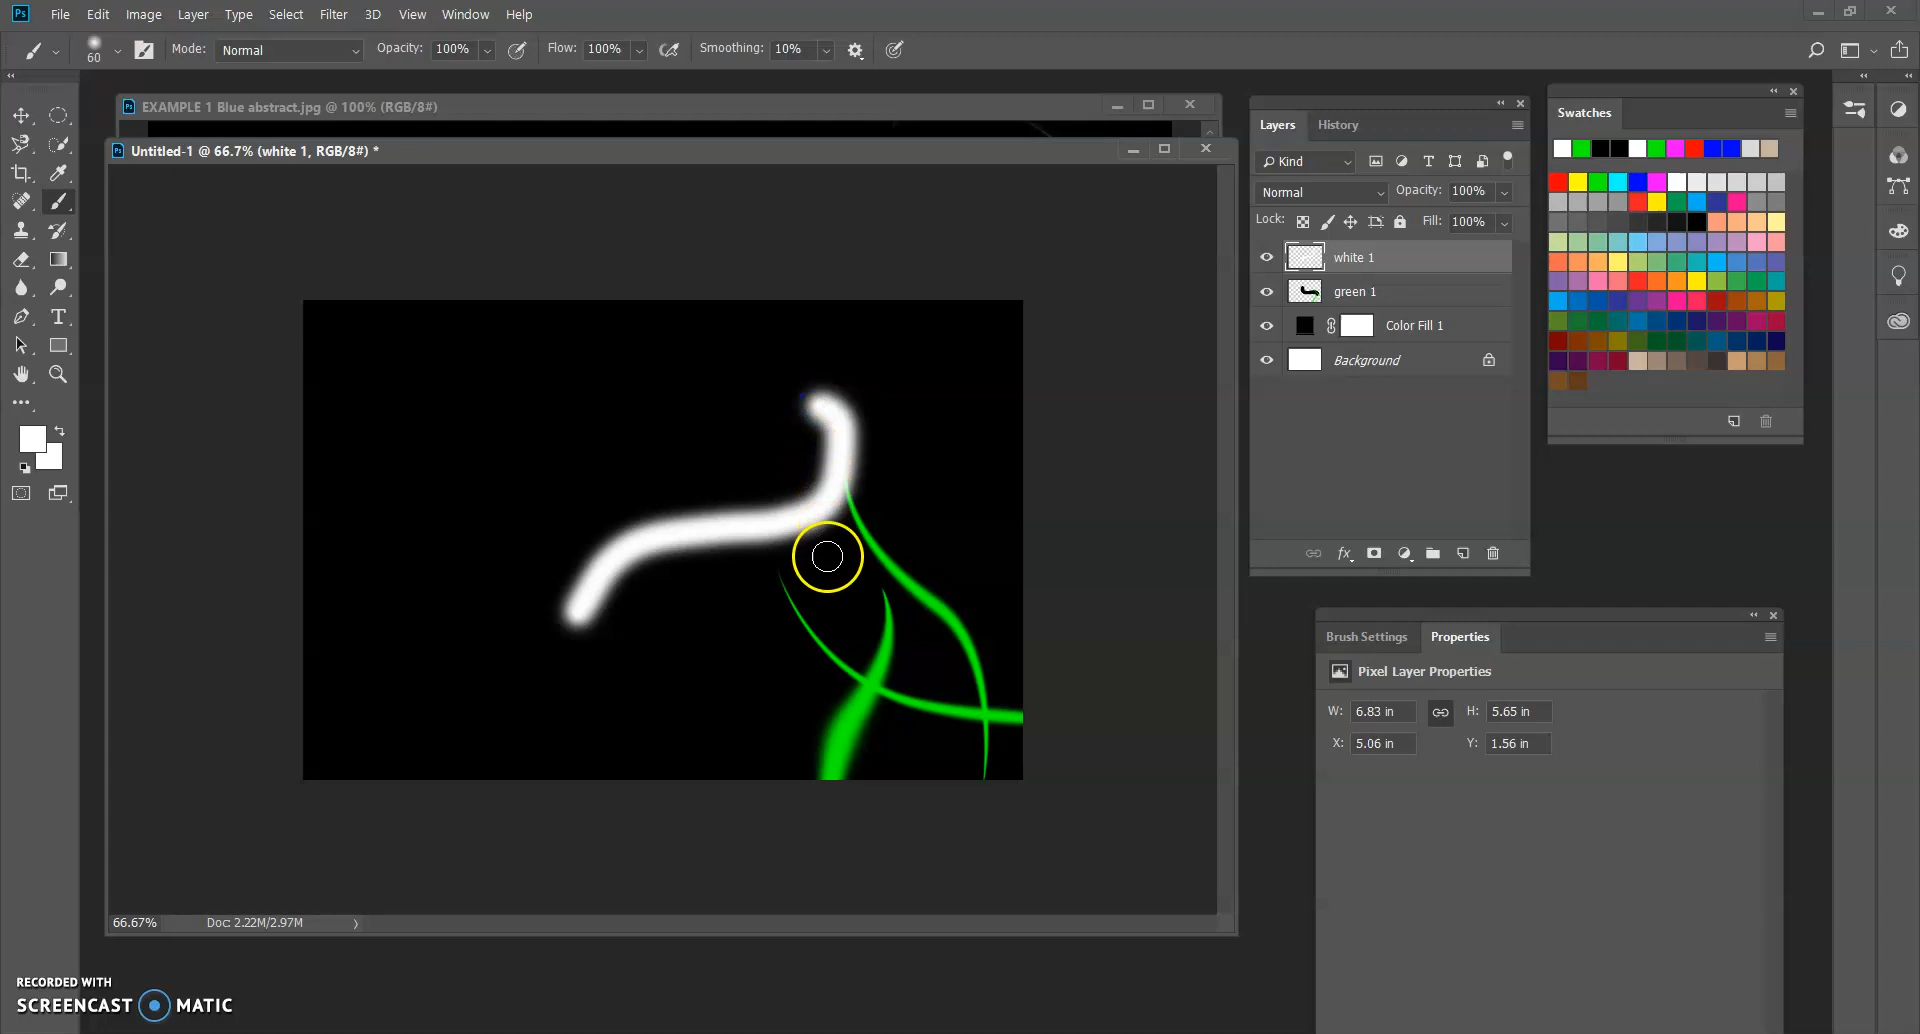 Ps File Edit Image Layer Type Select Filter 3D View Window Help
60 Mode: Normal Opacity: 100% Flow: 100% Smoothing: 10%
EXAMPLE 1 Blue abstract.jpg @ 100% (RGB/8#)
Untitled-1 @ 66.7% (white 1, RGB/8#) *
66.67% Doc: 2.22M/2.97M
Layers History
Kind
Normal Opacity: 100%
Lock: Fill: 100%
white 1
green 1
Color Fill 1
Background
fx
Swatches
Brush Settings Properties
Pixel Layer Properties
W: 6.83 in H: 5.65 in
X: 5.06 in Y: 1.56 in
RECORDED WITH
SCREENCAST MATIC